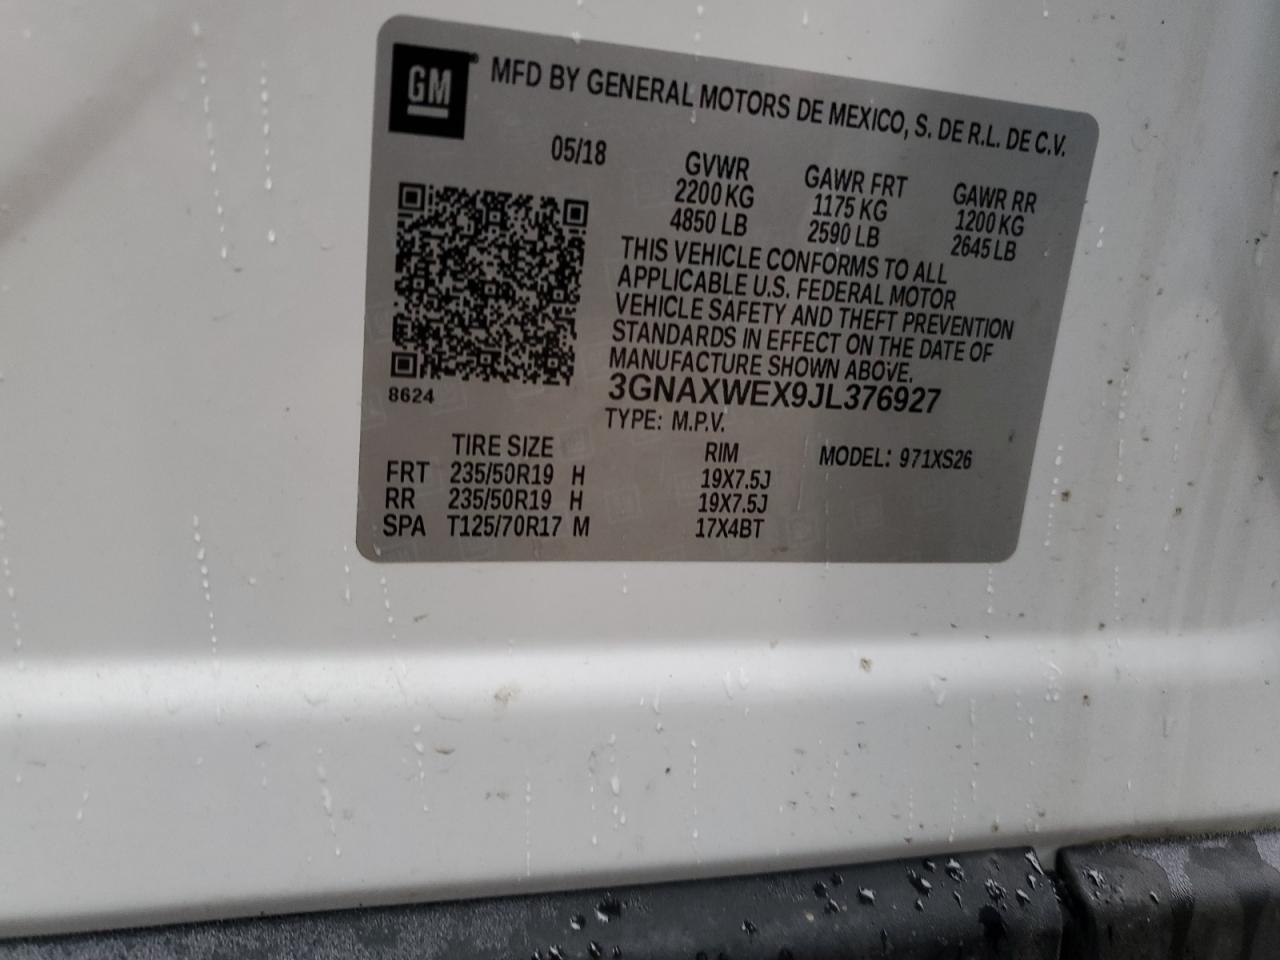 GM
MFD BY GENERAL MOTORS DE MEXICO, S. DE R.L. DE C.V.
05/18
GVWR GAWR FRT GAWR RR
2200 KG 1175 KG 1200 KG
4850 LB 2590 LB 2645 LB
THIS VEHICLE CONFORMS TO ALL
APPLICABLE U.S. FEDERAL MOTOR
VEHICLE SAFETY AND THEFT PREVENTION
STANDARDS IN EFFECT ON THE DATE OF
MANUFACTURE SHOWN ABOVE.
8624
3GNAXWEX9JL376927
TYPE: M.P.V.
TIRE SIZE RIM MODEL: 971XS26
FRT 235/50R19 H 19X7.5J
RR 235/50R19 H 19X7.5J
SPA T125/70R17 M 17X4BT